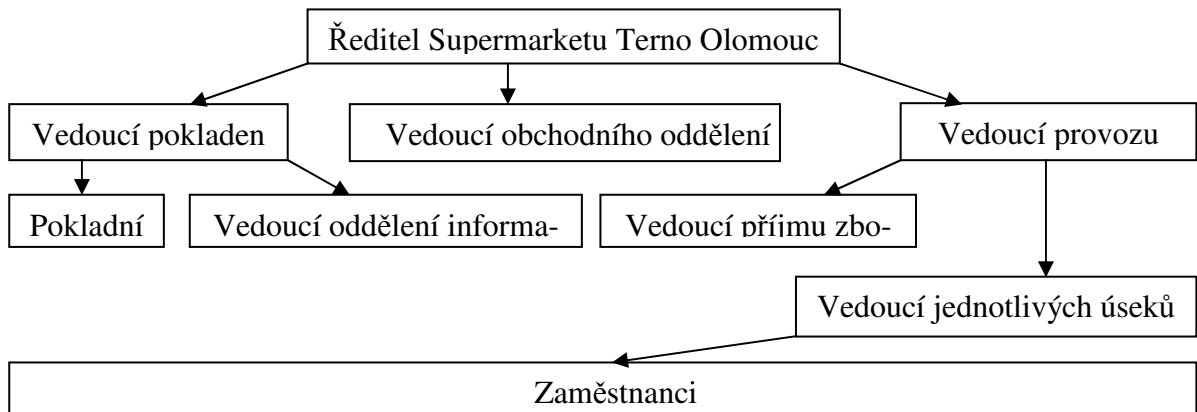 Ředitel Supermarketu Terno Olomouc
Vedoucí pokladen
Vedoucí obchodního oddělení
Vedoucí provozu
Pokladní
Vedoucí oddělení informa-
Vedoucí příjmu zbo-
Vedoucí jednotlivých úseků
Zaměstnanci